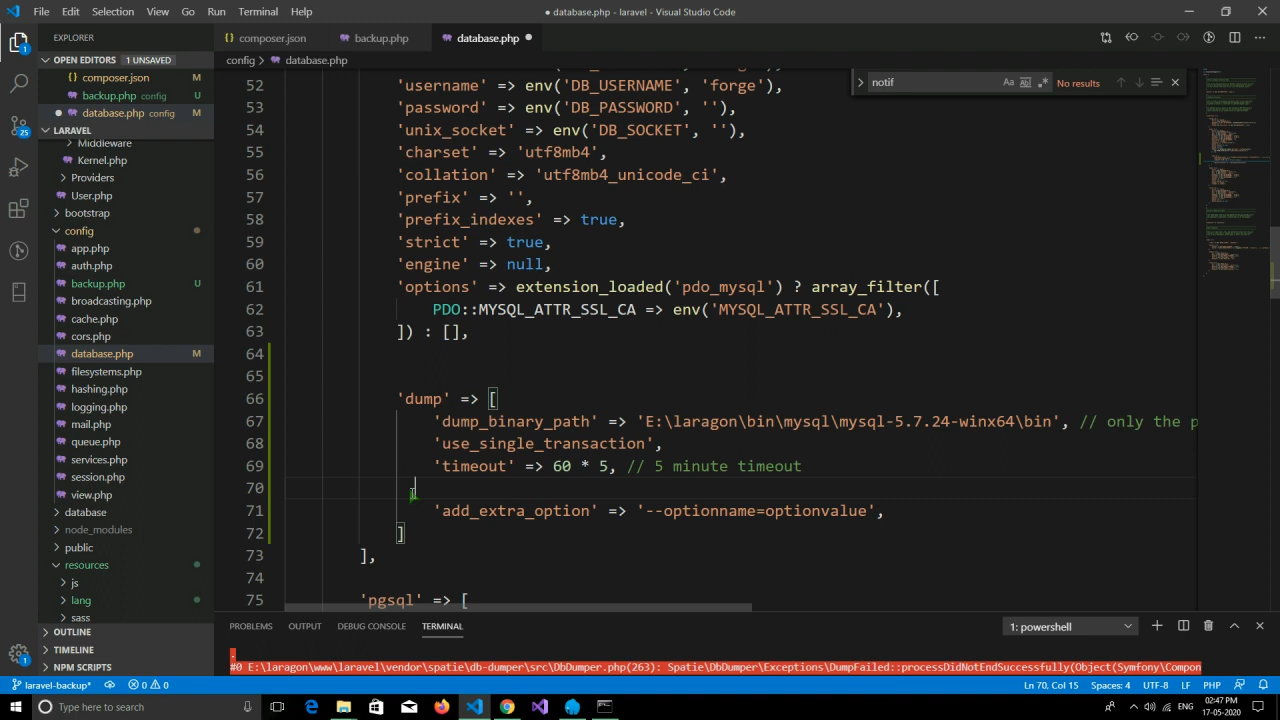 File Edit Selection View Go Run Terminal Help
● database.php - laravel - Visual Studio Code
EXPLORER
OPEN EDITORS 1 UNSAVED
composer.json M
backup.php config U
database.php config M
LARAVEL
Middleware
Kernel.php
Providers
User.php
bootstrap
config
app.php
auth.php
backup.php U
broadcasting.php
cache.php
cors.php
database.php M
filesystems.php
hashing.php
logging.php
mail.php
queue.php
services.php
session.php
view.php
database
node_modules
public
resources
js
lang
sass
OUTLINE
TIMELINE
NPM SCRIPTS
1
25
1
composer.json backup.php database.php
config > database.php
notif Aa Abl .* No results
52 'username' => env('DB_USERNAME', 'forge'),
53 'password' => env('DB_PASSWORD', ''),
54 'unix_socket' => env('DB_SOCKET', ''),
55 'charset' => 'utf8mb4',
56 'collation' => 'utf8mb4_unicode_ci',
57 'prefix' => '',
58 'prefix_indexes' => true,
59 'strict' => true,
60 'engine' => null,
61 'options' => extension_loaded('pdo_mysql') ? array_filter([
62 PDO::MYSQL_ATTR_SSL_CA => env('MYSQL_ATTR_SSL_CA'),
63 ]) : [],
64
65
66 'dump' => [
67 'dump_binary_path' => 'E:\laragon\bin\mysql\mysql-5.7.24-winx64\bin', // only the p
68 'use_single_transaction',
69 'timeout' => 60 * 5, // 5 minute timeout
70
71 'add_extra_option' => '--optionname=optionvalue',
72 ]
73 ],
74
75 'pgsql' => [
PROBLEMS OUTPUT DEBUG CONSOLE TERMINAL
1: powershell
.
#0 E:\laragon\www\laravel\vendor\spatie\db-dumper\src\DbDumper.php(263): Spatie\DbDumper\Exceptions\DumpFailed::processDidNotEndSuccessfully(Object(Symfony\Compon
laravel-backup* 0 0
Ln 70, Col 15 Spaces: 4 UTF-8 LF PHP
Type here to search
ENG
02:47 PM
17-05-2020